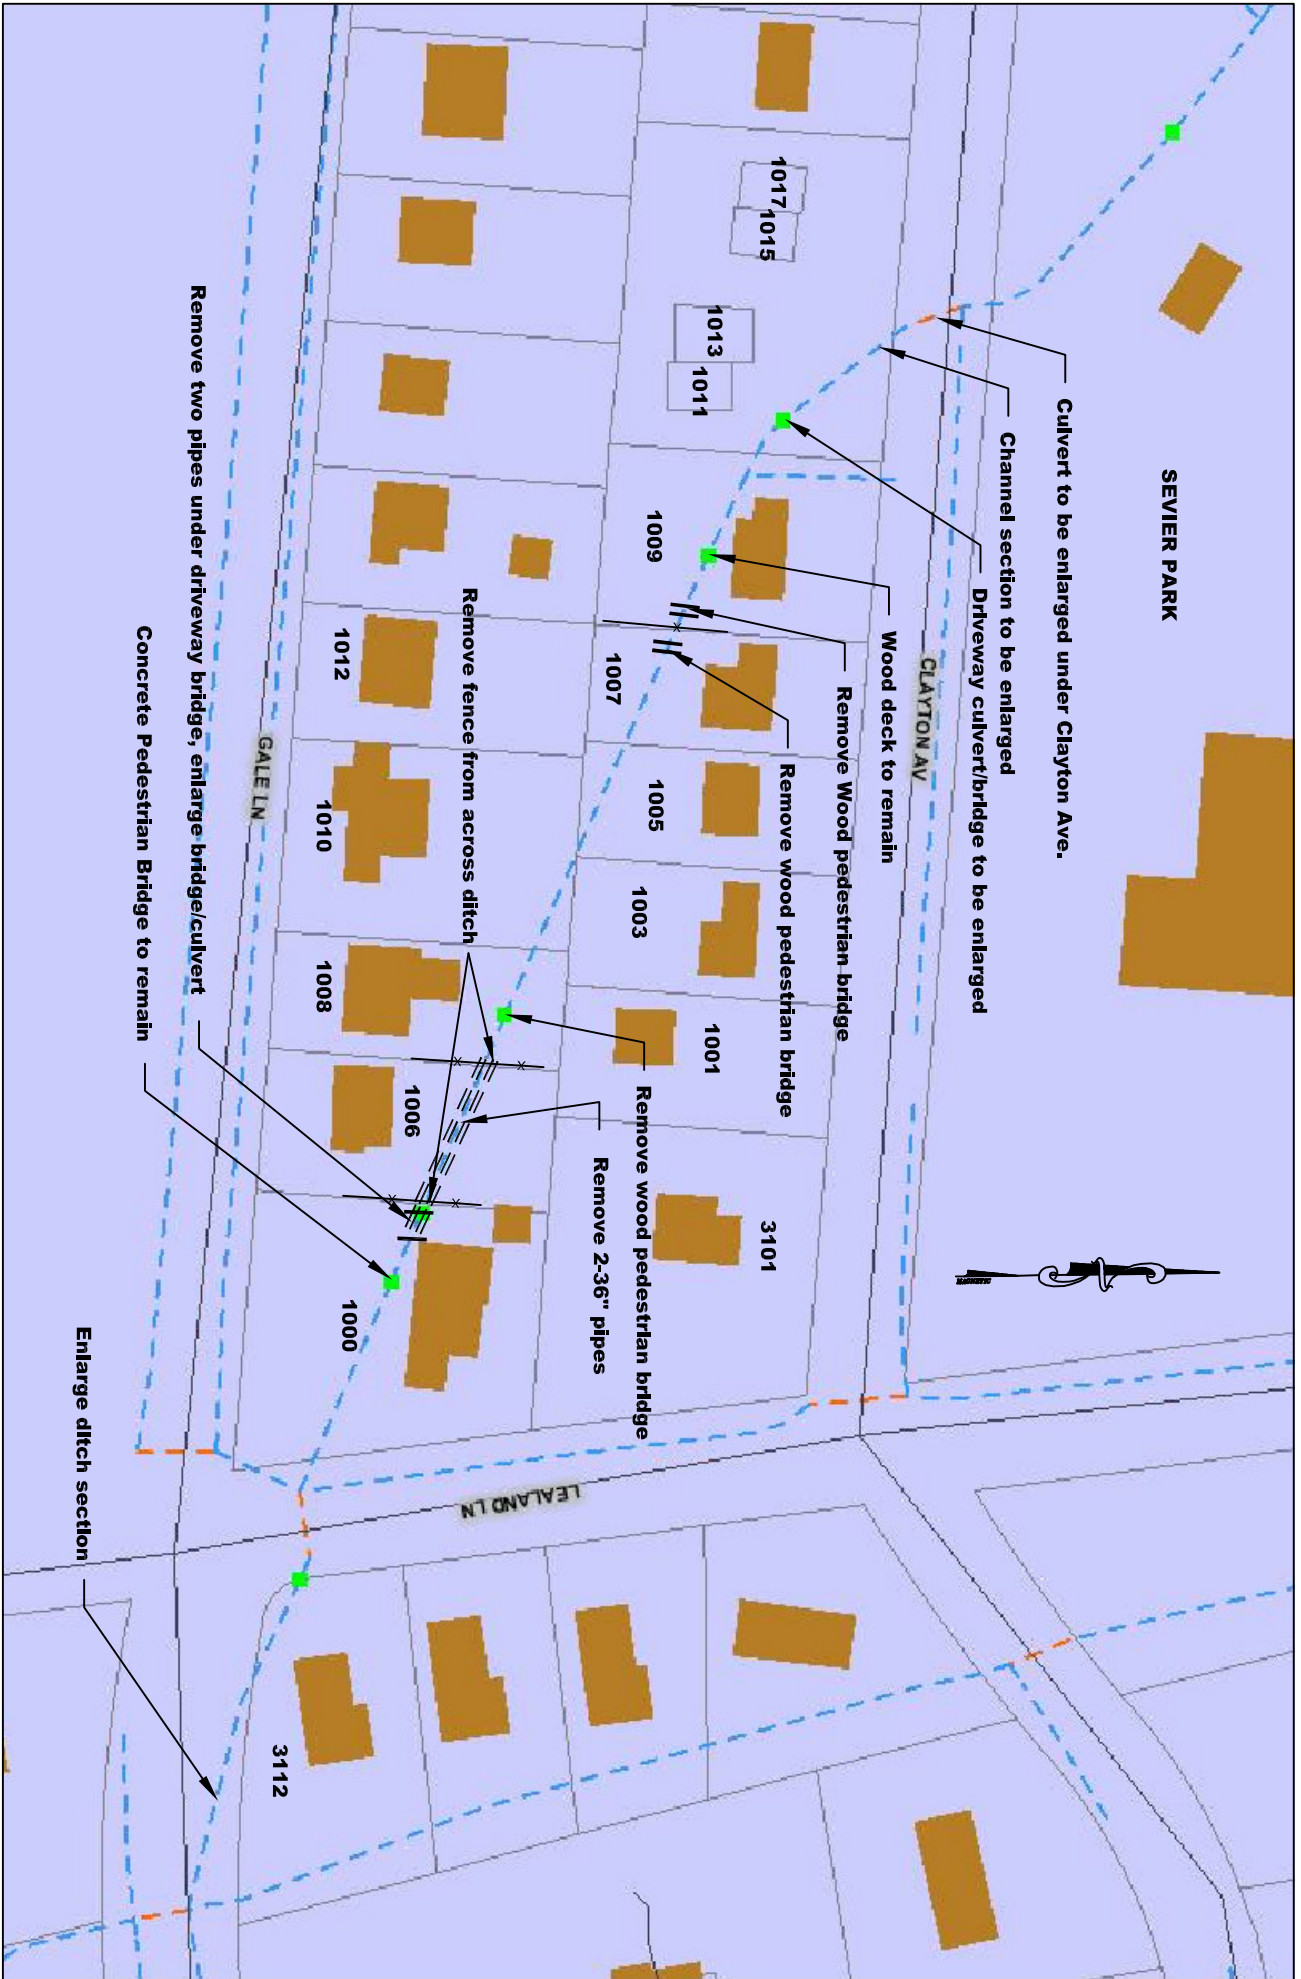 SEVIER PARK
Culvert to be enlarged under Clayton Ave.
Channel section to be enlarged
Driveway culvert/bridge to be enlarged
CLAYTON AV
Wood deck to remain
Remove Wood pedestrian bridge
Remove wood pedestrian bridge
1017
1015
1013
1011
1009
1007
1005
1003
1001
3101
Remove wood pedestrian bridge
Remove 2-36" pipes
Remove fence from across ditch
1012
1010
1008
1006
1000
GALE LN
LEALAND LN
Remove two pipes under driveway bridge, enlarge bridge/culvert
Concrete Pedestrian Bridge to remain
Enlarge ditch section
3112